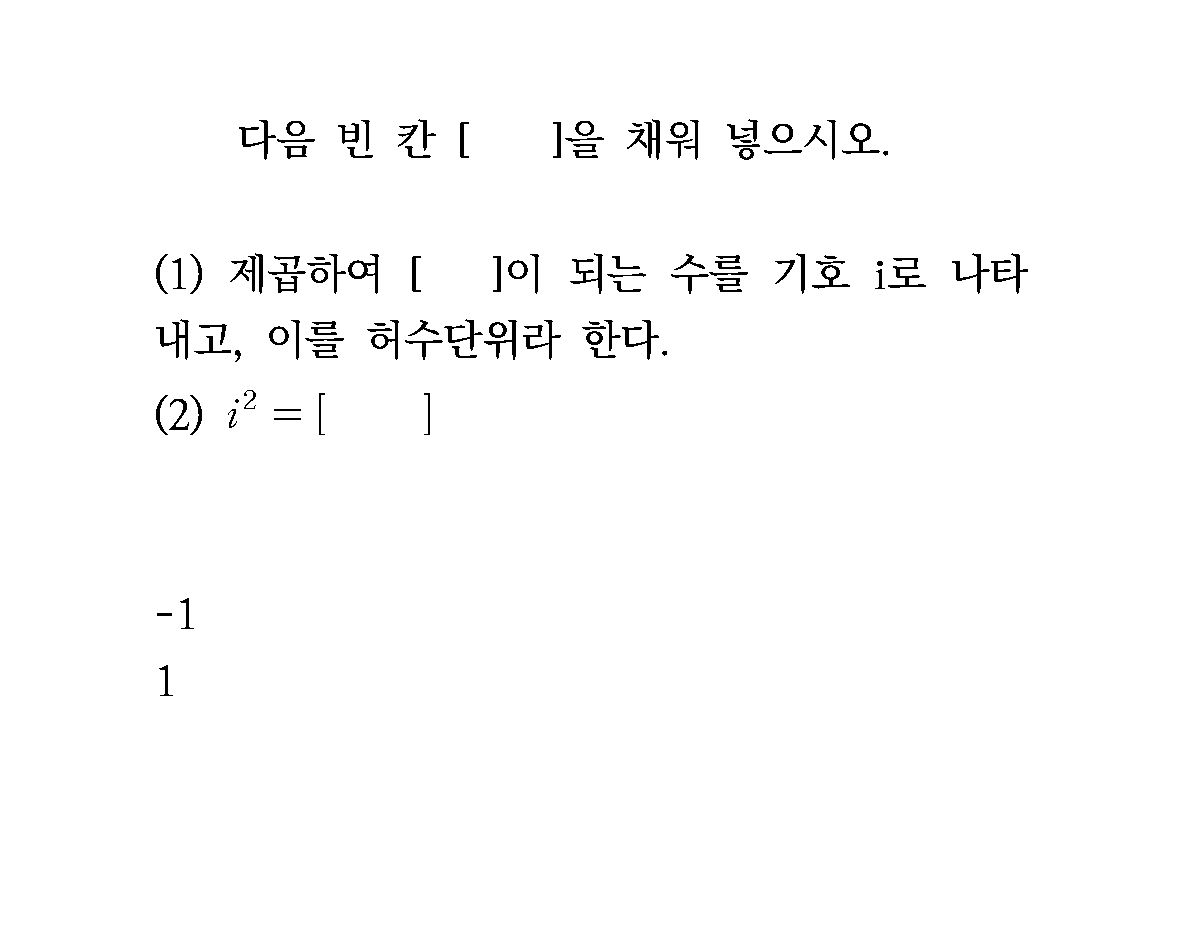 다음 빈 칸 [ ]을 채워 넣으시오.
(1) 제곱하여 [ ]이 되는 수를 기호 i로 나타
내고, 이를 허수단위라 한다.
(2) i² = [ ]
-1
1